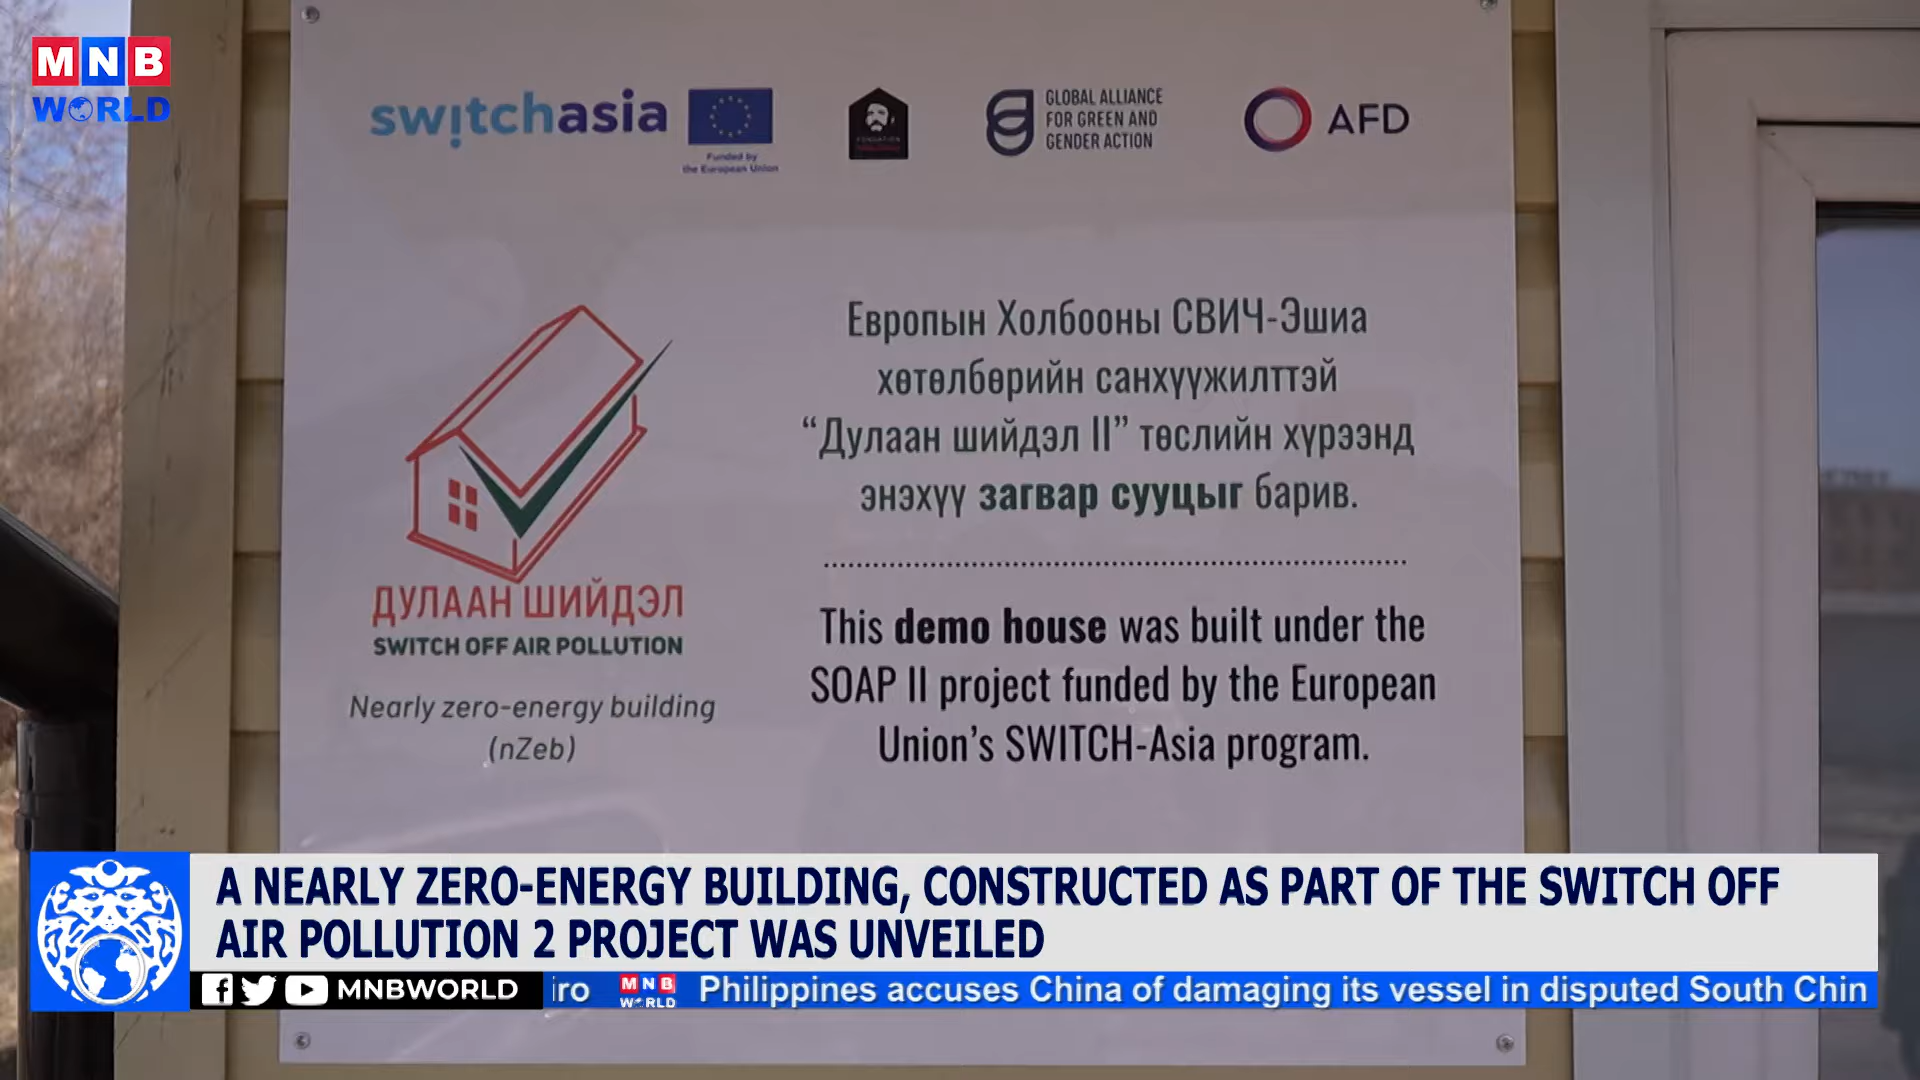 MNB
WORLD
switchasia
Funded by
the European Union
FONDATION
GLOBAL ALLIANCE
FOR GREEN AND
GENDER ACTION
AFD
Европын Холбооны СВИЧ-Эшиа
хөтөлбөрийн санхүүжилттэй
“Дулаан шийдэл II” төслийн хүрээнд
энэхүү загвар сууцыг барив.
This demo house was built under the
SOAP II project funded by the European
Union’s SWITCH-Asia program.
ДУЛААН ШИЙДЭЛ
SWITCH OFF AIR POLLUTION
Nearly zero-energy building
(nZeb)
A NEARLY ZERO-ENERGY BUILDING, CONSTRUCTED AS PART OF THE SWITCH OFF
AIR POLLUTION 2 PROJECT WAS UNVEILED
MNBWORLD
iro MNB WORLD Philippines accuses China of damaging its vessel in disputed South Chin